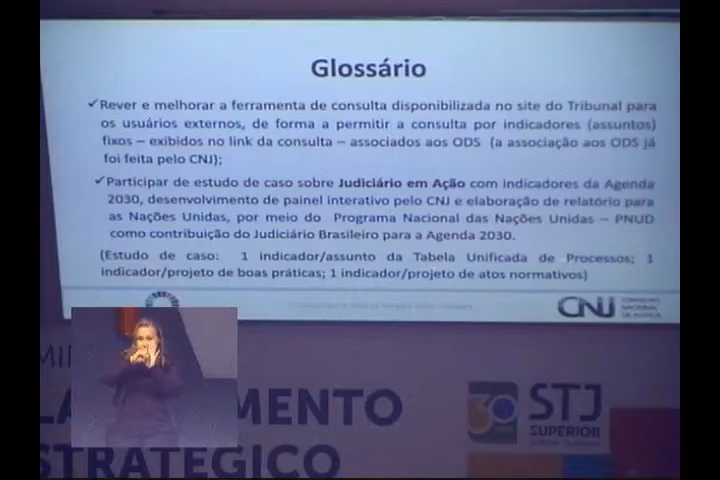 Glossário
✓Rever e melhorar a ferramenta de consulta disponibilizada no site do Tribunal para
os usuários externos, de forma a permitir a consulta por indicadores (assuntos)
fixos – exibidos no link da consulta – associados aos ODS (a associação aos ODS já
foi feita pelo CNJ);
✓Participar de estudo de caso sobre Judiciário em Ação com indicadores da Agenda
2030, desenvolvimento de painel interativo pelo CNJ e elaboração de relatório para
as Nações Unidas, por meio do Programa Nacional das Nações Unidas – PNUD
como contribuição do Judiciário Brasileiro para a Agenda 2030.
(Estudo de caso: 1 indicador/assunto da Tabela Unificada de Processos; 1
indicador/projeto de boas práticas; 1 indicador/projeto de atos normativos)
CNJ CONSELHO
NACIONAL
DE JUSTIÇA
MENTO
STRATÉGICO
30 STJ
SUPERIOR